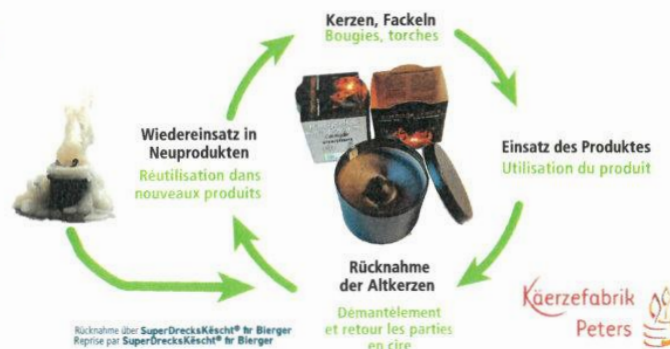 Kerzen, Fackeln
Bougies, torches
Einsatz des Produktes
Utilisation du produit
Rücknahme
der Altkerzen
Démantèlement
et retour les parties
en cire
Wiedereinsatz in
Neuprodukten
Réutilisation dans
nouveaux produits
Rücknahme über SuperDrecksKëscht® fir Bierger
Reprise par SuperDrecksKëscht® fir Bierger
Käerzefabrik
Peters